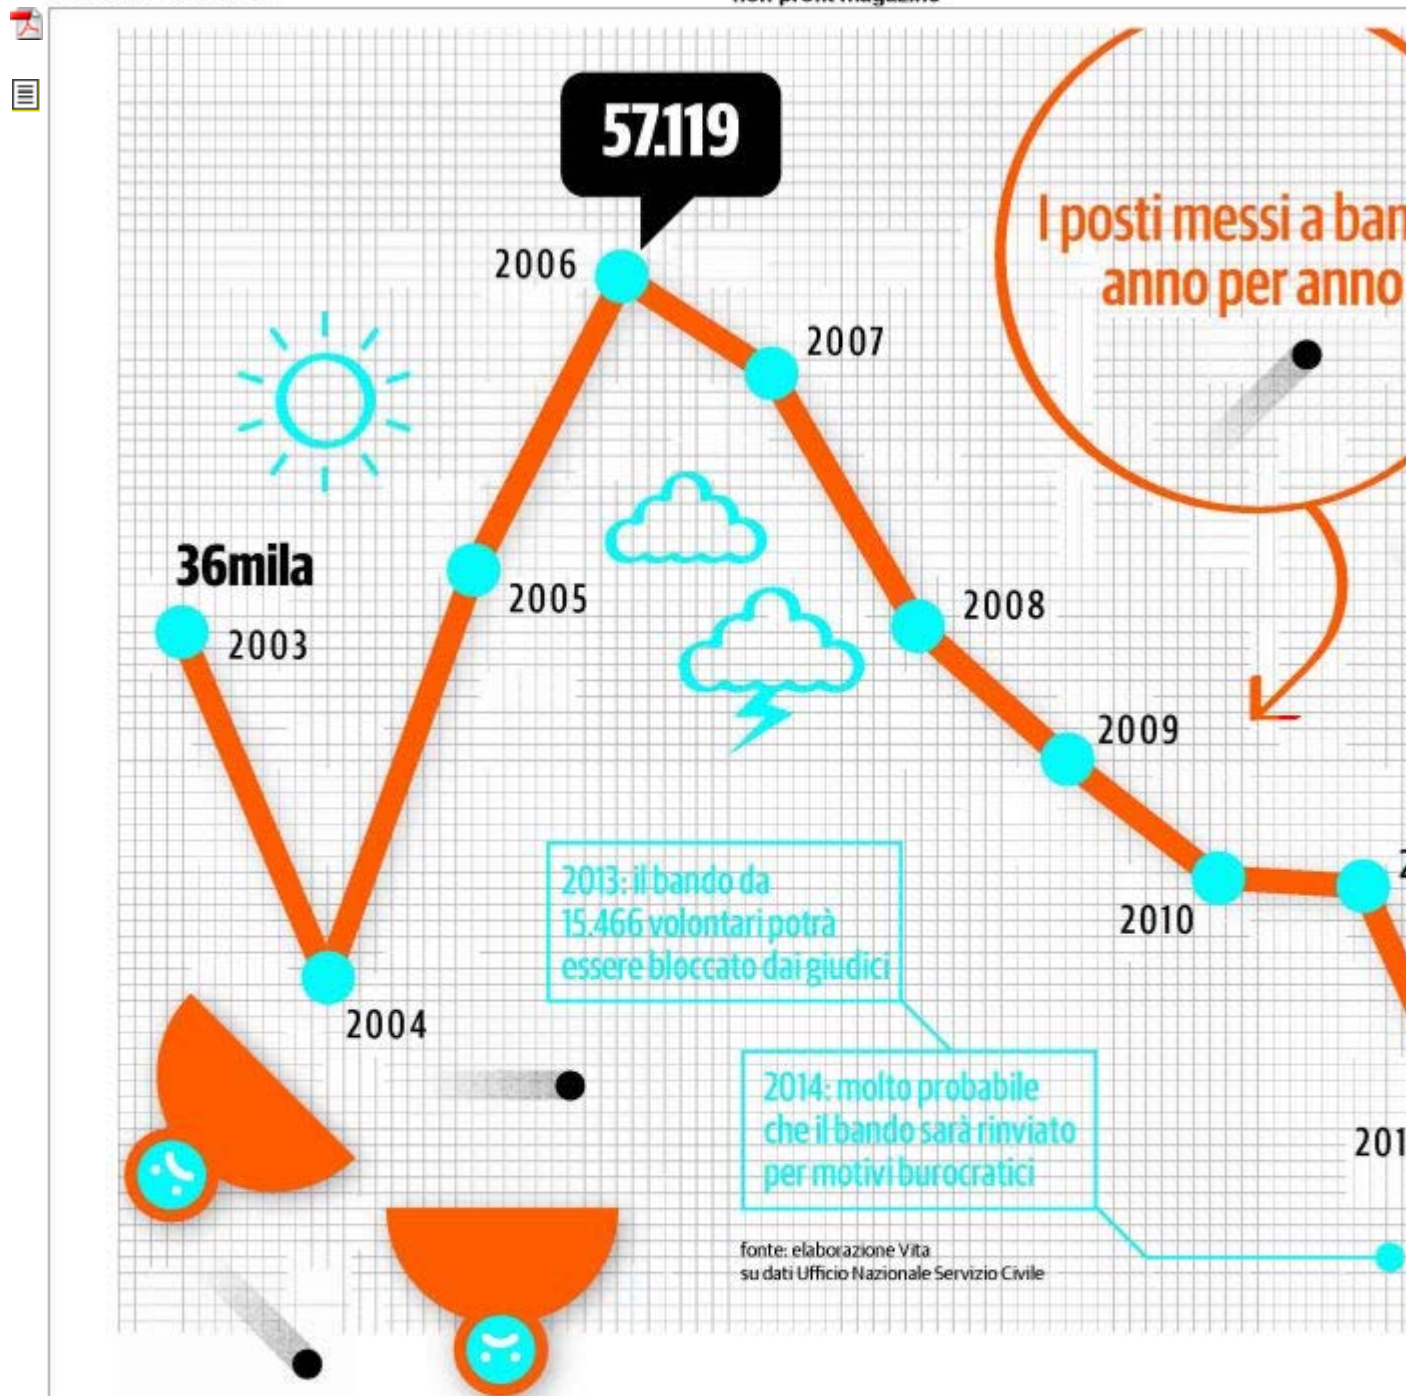 57.119
2006
I posti messi a
anno per anno
2007
36mila
2005
2003
2008
2009
2013: il bando da
15.466 volontari potrà
essere bloccato dai giudici
2010
2004
2014: molto probabile
che il bando sarà rinviato
per motivi burocratici
fonte: elaborazione Vita
su dati Ufficio Nazionale Servizio Civile